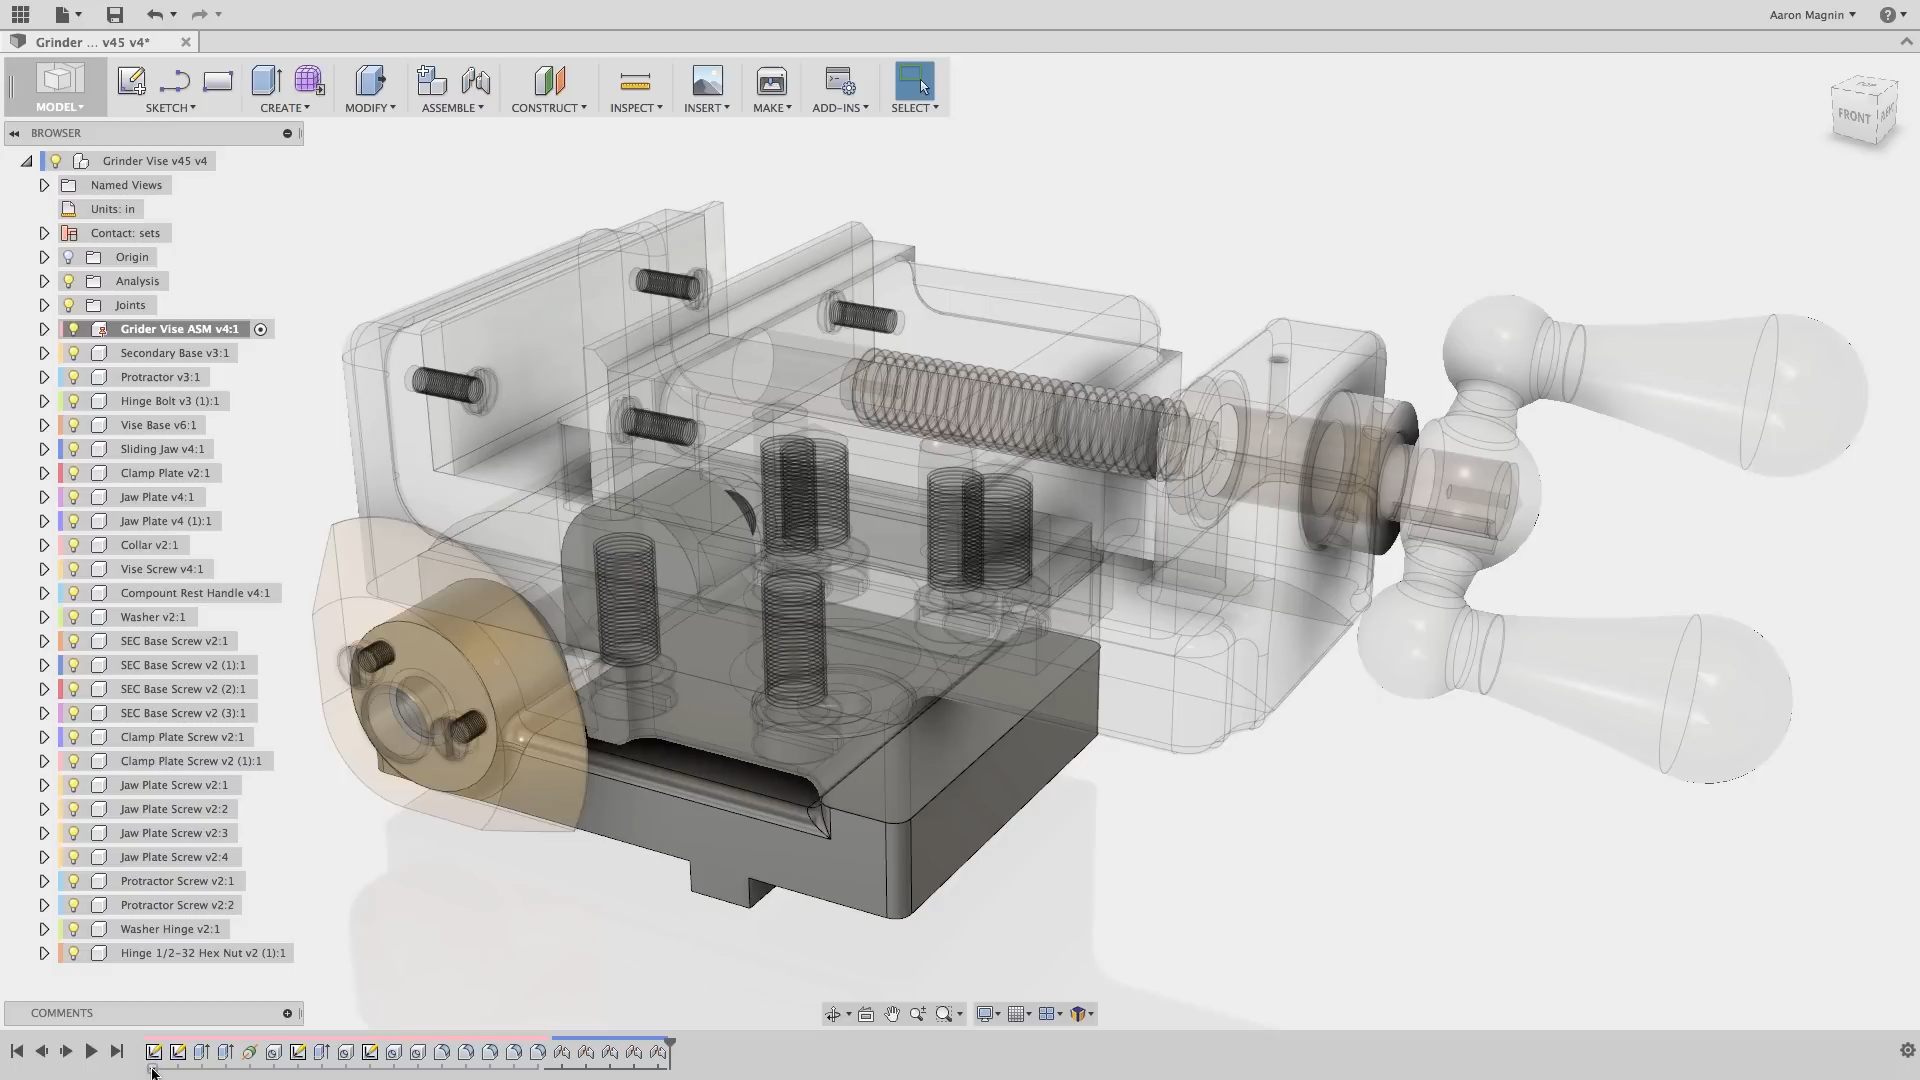 Aaron Magnin
?
Grinder ... v45 v4*
MODEL
SKETCH
CREATE
MODIFY
ASSEMBLE
CONSTRUCT
INSPECT
INSERT
MAKE
ADD-INS
SELECT
FRONT
BROWSER
Grinder Vise v45 v4
Named Views
Units: in
Contact: sets
Origin
Analysis
Joints
Grider Vise ASM v4:1
Secondary Base v3:1
Protractor v3:1
Hinge Bolt v3 (1):1
Vise Base v6:1
Sliding Jaw v4:1
Clamp Plate v2:1
Jaw Plate v4:1
Jaw Plate v4 (1):1
Collar v2:1
Vise Screw v4:1
Compount Rest Handle v4:1
Washer v2:1
SEC Base Screw v2:1
SEC Base Screw v2 (1):1
SEC Base Screw v2 (2):1
SEC Base Screw v2 (3):1
Clamp Plate Screw v2:1
Clamp Plate Screw v2 (1):1
Jaw Plate Screw v2:1
Jaw Plate Screw v2:2
Jaw Plate Screw v2:3
Jaw Plate Screw v2:4
Protractor Screw v2:1
Protractor Screw v2:2
Washer Hinge v2:1
Hinge 1/2-32 Hex Nut v2 (1):1
COMMENTS